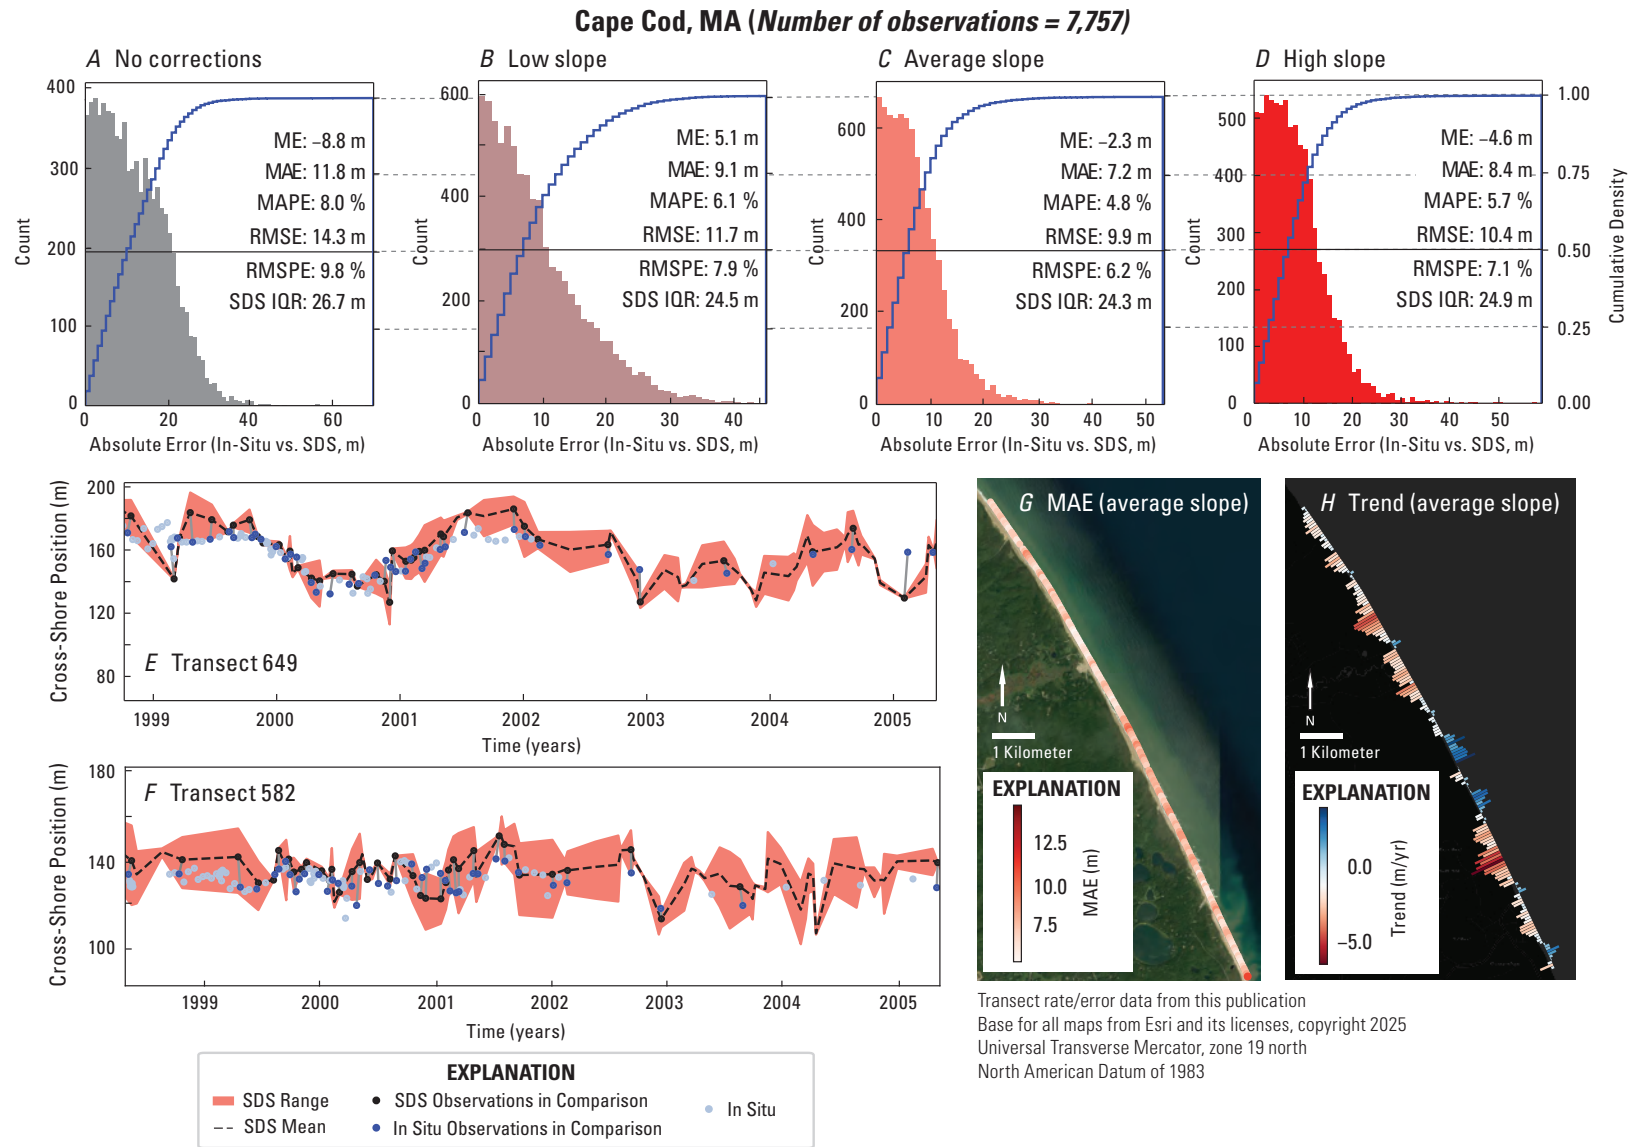 Cape Cod, MA (Number of observations = 7,757)
A No corrections
400
300
200
100
0
Count
ME: –8.8 m
MAE: 11.8 m
MAPE: 8.0 %
RMSE: 14.3 m
RMSPE: 9.8 %
SDS IQR: 26.7 m
0 20 40 60
Absolute Error (In-Situ vs. SDS, m)
B Low slope
600
400
200
0
Count
ME: 5.1 m
MAE: 9.1 m
MAPE: 6.1 %
RMSE: 11.7 m
RMSPE: 7.9 %
SDS IQR: 24.5 m
0 10 20 30 40
Absolute Error (In-Situ vs. SDS, m)
C Average slope
600
400
200
0
Count
ME: –2.3 m
MAE: 7.2 m
MAPE: 4.8 %
RMSE: 9.9 m
RMSPE: 6.2 %
SDS IQR: 24.3 m
0 10 20 30 40 50
Absolute Error (In-Situ vs. SDS, m)
D High slope
500
400
300
200
100
0
Count
ME: –4.6 m
MAE: 8.4 m
MAPE: 5.7 %
RMSE: 10.4 m
RMSPE: 7.1 %
SDS IQR: 24.9 m
0 10 20 30 40 50
Absolute Error (In-Situ vs. SDS, m)
1.00
0.75
0.50
0.25
0.00
Cumulative Density
200
160
120
80
Cross-Shore Position (m)
E Transect 649
1999 2000 2001 2002 2003 2004 2005
Time (years)
180
140
100
Cross-Shore Position (m)
F Transect 582
1999 2000 2001 2002 2003 2004 2005
Time (years)
EXPLANATION
SDS Range
SDS Mean
SDS Observations in Comparison
In Situ Observations in Comparison
In Situ
G MAE (average slope)
N
1 Kilometer
EXPLANATION
12.5
10.0
7.5
MAE (m)
H Trend (average slope)
N
1 Kilometer
EXPLANATION
0.0
–5.0
Trend (m/yr)
Transect rate/error data from this publication
Base for all maps from Esri and its licenses, copyright 2025
Universal Transverse Mercator, zone 19 north
North American Datum of 1983